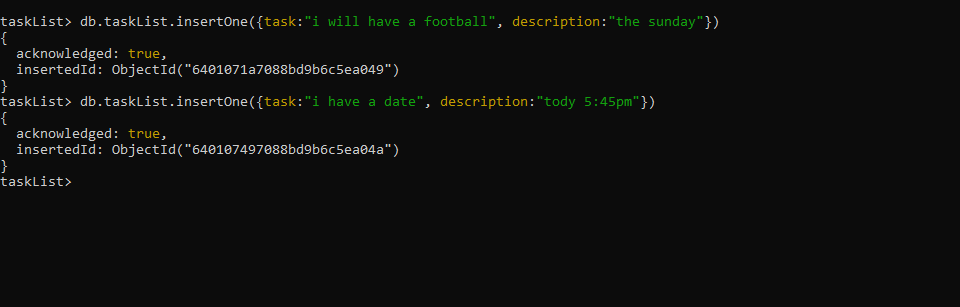 taskList> db.taskList.insertOne({task:"i will have a football", description:"the sunday"})
{
  acknowledged: true,
  insertedId: ObjectId("6401071a7088bd9b6c5ea049")
}
taskList> db.taskList.insertOne({task:"i have a date", description:"tody 5:45pm"})
{
  acknowledged: true,
  insertedId: ObjectId("640107497088bd9b6c5ea04a")
}
taskList>